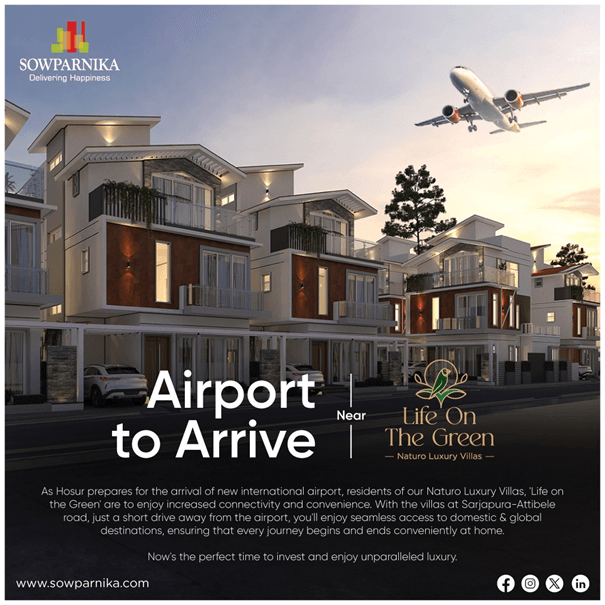 SOWPARNIKA
Delivering Happiness
Airport
to Arrive
Near
Life On
The Green
Naturo Luxury Villas
As Hosur prepares for the arrival of new international airport, residents of our Naturo Luxury Villas, 'Life on
the Green' are to enjoy increased connectivity and convenience. With the villas at Sarjapura-Attibele
road, just a short drive away from the airport, you'll enjoy seamless access to domestic & global
destinations, ensuring that every journey begins and ends conveniently at home.
Now's the perfect time to invest and enjoy unparalleled luxury.
www.sowparnika.com